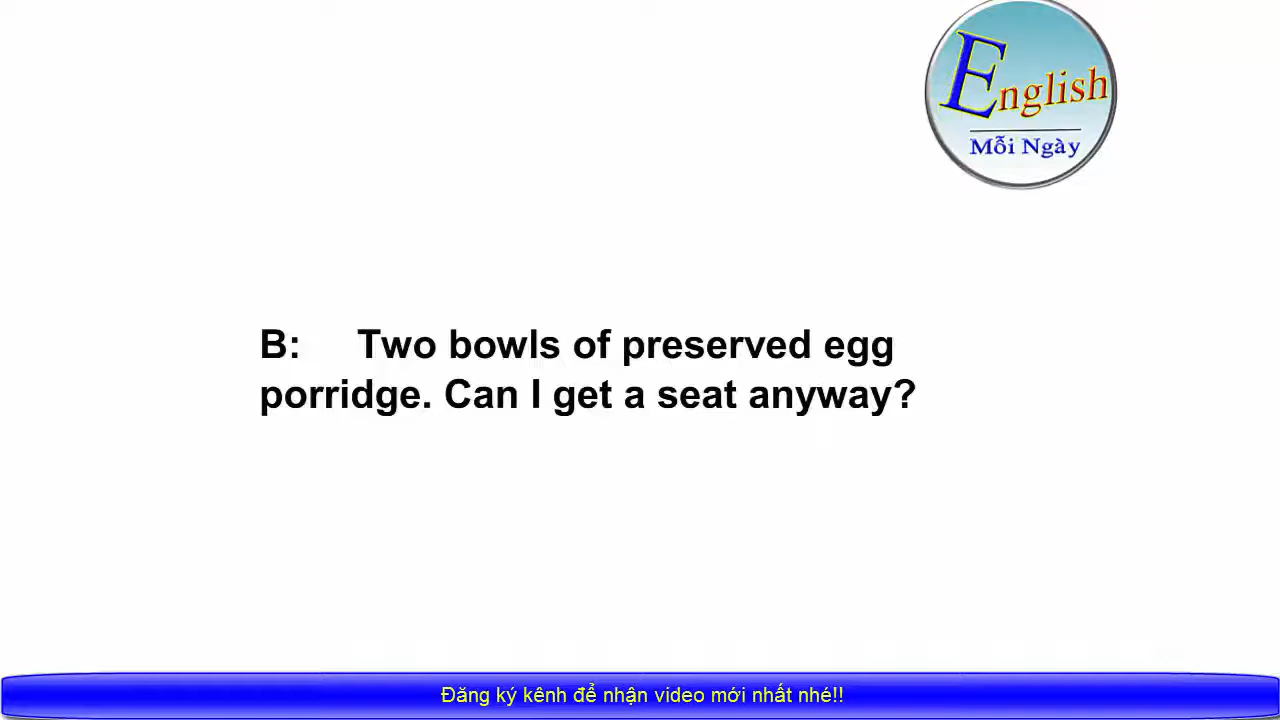 English
Mỗi Ngày
B: Two bowls of preserved egg
porridge. Can I get a seat anyway?
Đăng ký kênh để nhận video mới nhất nhé!!